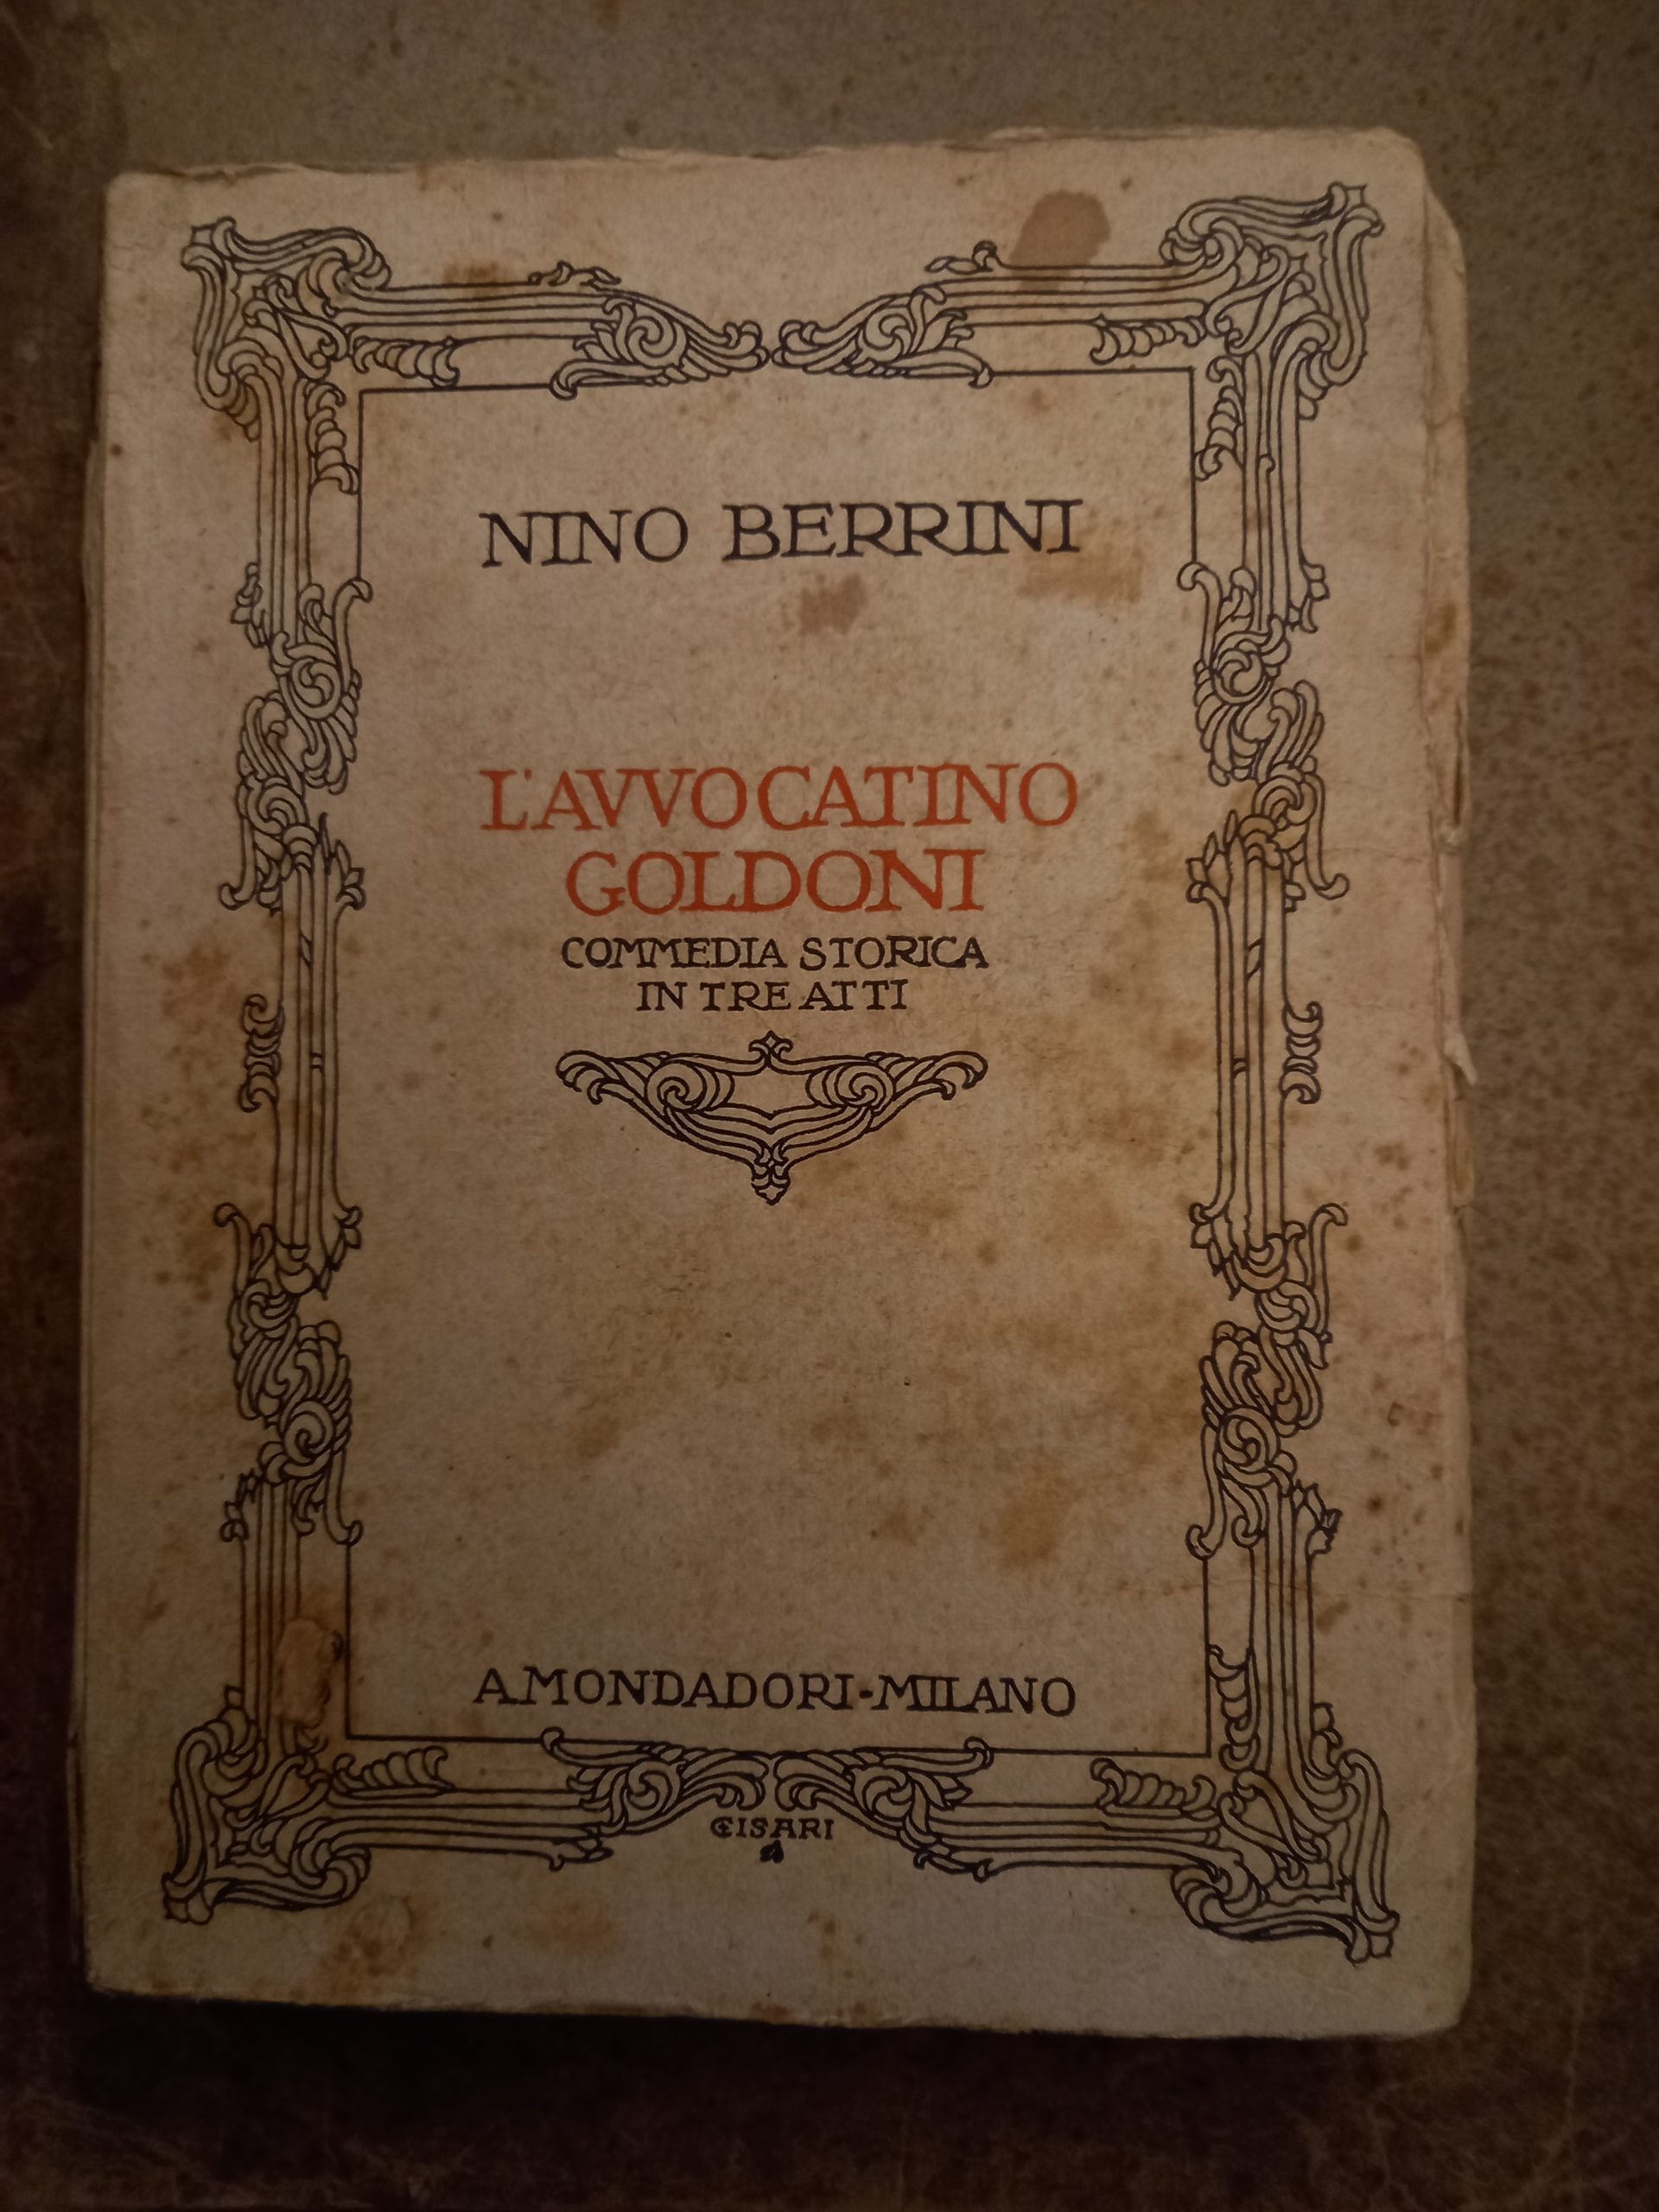 NINO BERRINI
L'AVVOCATINO
GOLDONI
COMMEDIA STORICA
IN TRE ATTI
A.MONDADORI-MILANO
CISARI